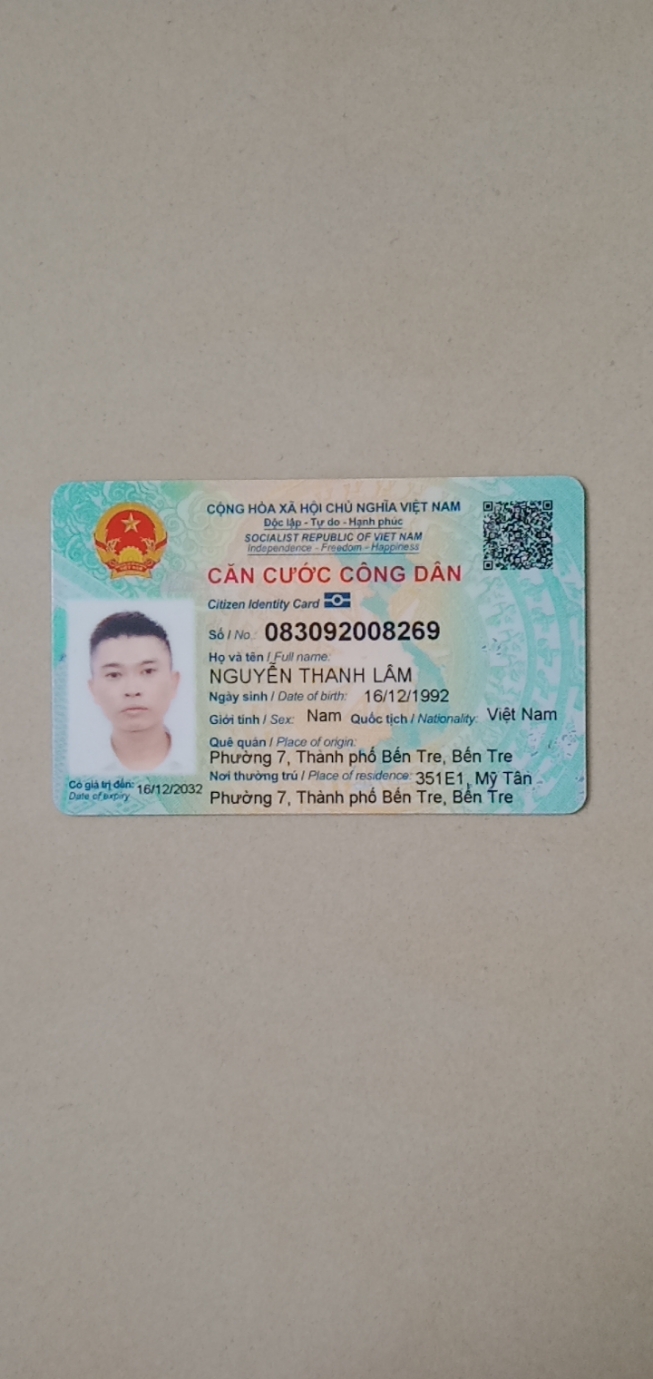 CỘNG HÒA XÃ HỘI CHỦ NGHĨA VIỆT NAM
Độc lập - Tự do - Hạnh phúc
SOCIALIST REPUBLIC OF VIET NAM
Independence - Freedom - Happiness
CĂN CƯỚC CÔNG DÂN
Citizen Identity Card
Số / No.: 083092008269
Họ và tên / Full name:
NGUYỄN THANH LÂM
Ngày sinh / Date of birth: 16/12/1992
Giới tính / Sex: Nam Quốc tịch / Nationality: Việt Nam
Quê quán / Place of origin:
Phường 7, Thành phố Bến Tre, Bến Tre
Nơi thường trú / Place of residence: 351E1, Mỹ Tân
Phường 7, Thành phố Bến Tre, Bến Tre
Có giá trị đến: 16/12/2032
Date of expiry